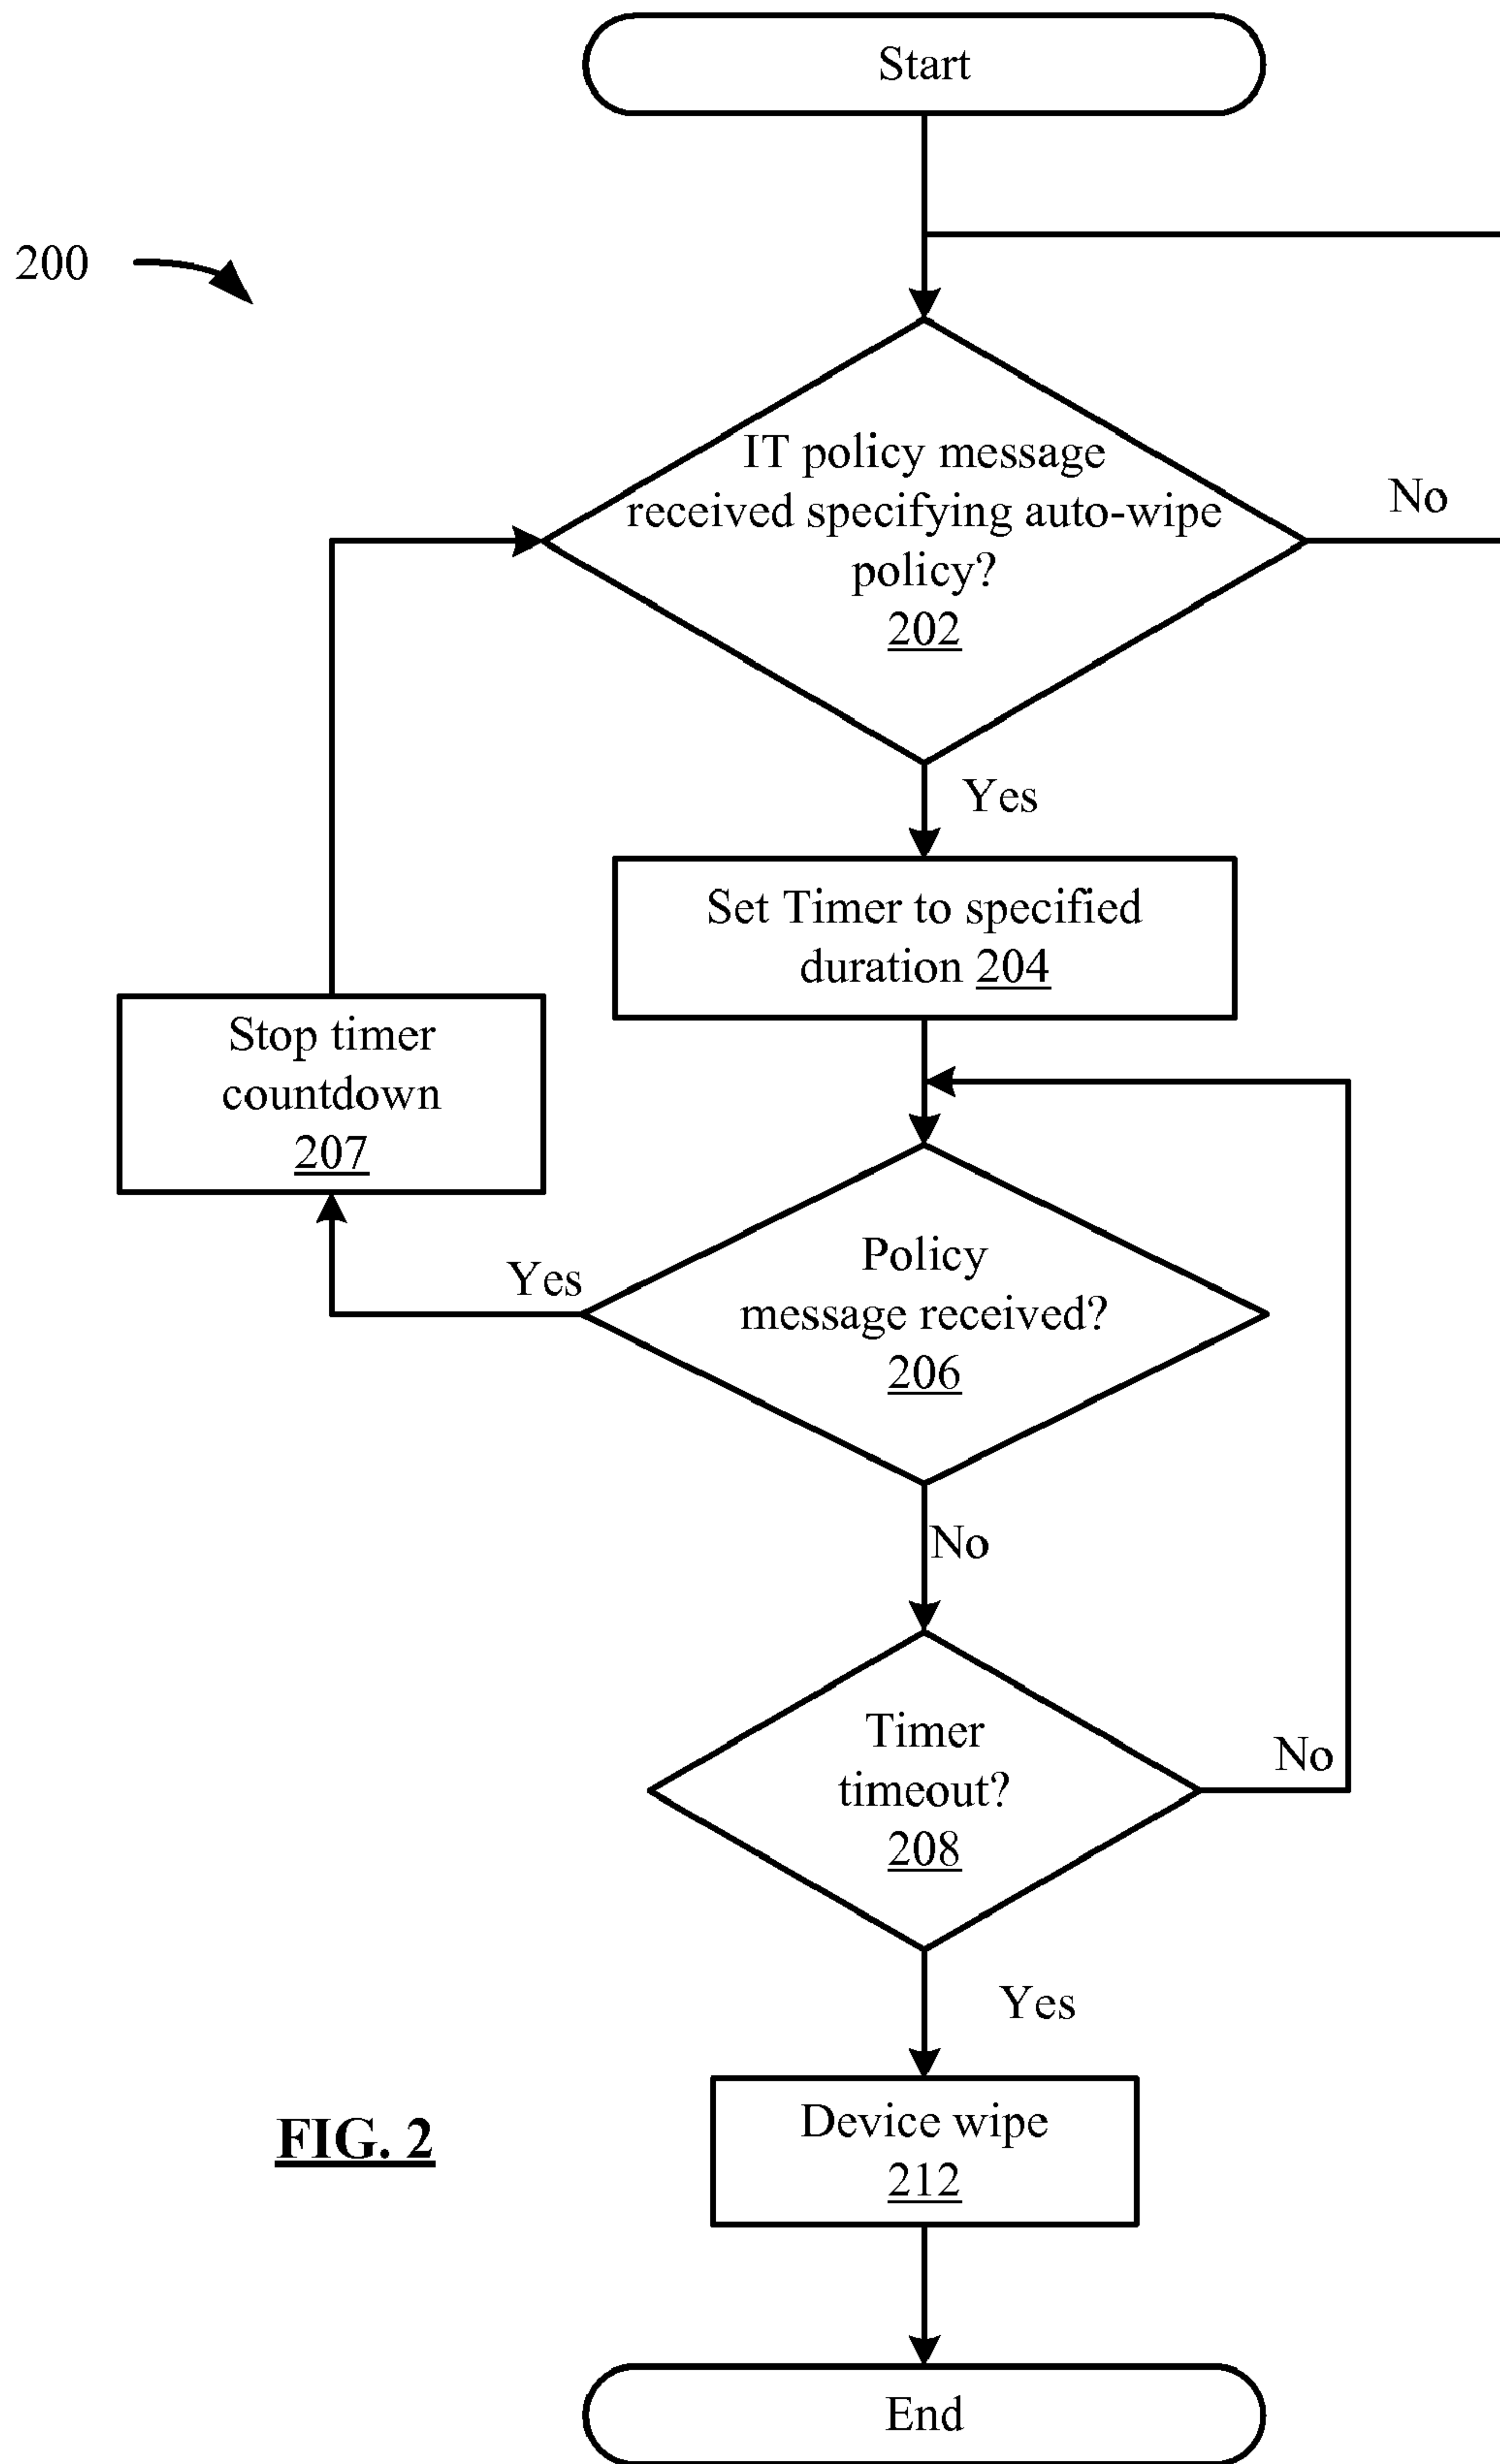 Start
200
IT policy message
received specifying auto-wipe
policy?
202
No
Yes
Set Timer to specified
duration 204
Stop timer
countdown
207
Policy
message received?
206
Yes
No
Timer
timeout?
208
No
Yes
Device wipe
212
FIG. 2
End